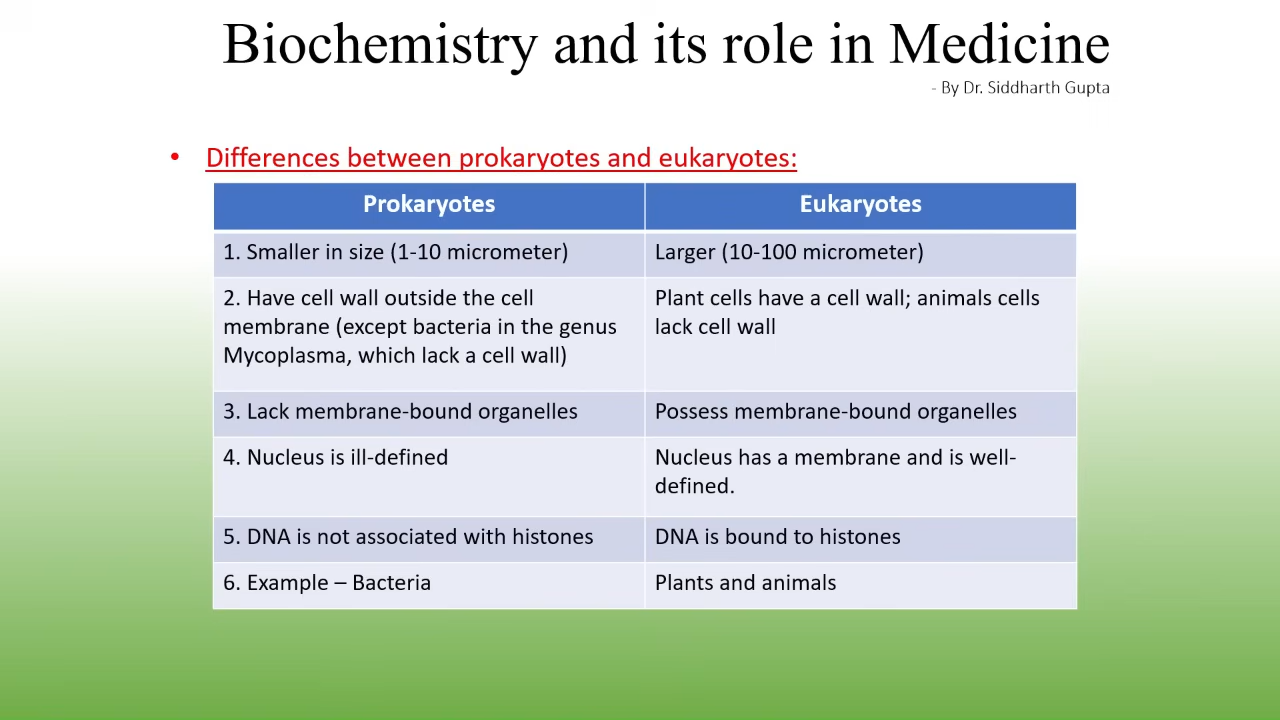 Biochemistry and its role in Medicine
- By Dr. Siddharth Gupta
• Differences between prokaryotes and eukaryotes:
Prokaryotes
Eukaryotes
1. Smaller in size (1-10 micrometer)
Larger (10-100 micrometer)
2. Have cell wall outside the cell
membrane (except bacteria in the genus
Mycoplasma, which lack a cell wall)
Plant cells have a cell wall; animals cells
lack cell wall
3. Lack membrane-bound organelles
Possess membrane-bound organelles
4. Nucleus is ill-defined
Nucleus has a membrane and is well-
defined.
5. DNA is not associated with histones
DNA is bound to histones
6. Example – Bacteria
Plants and animals